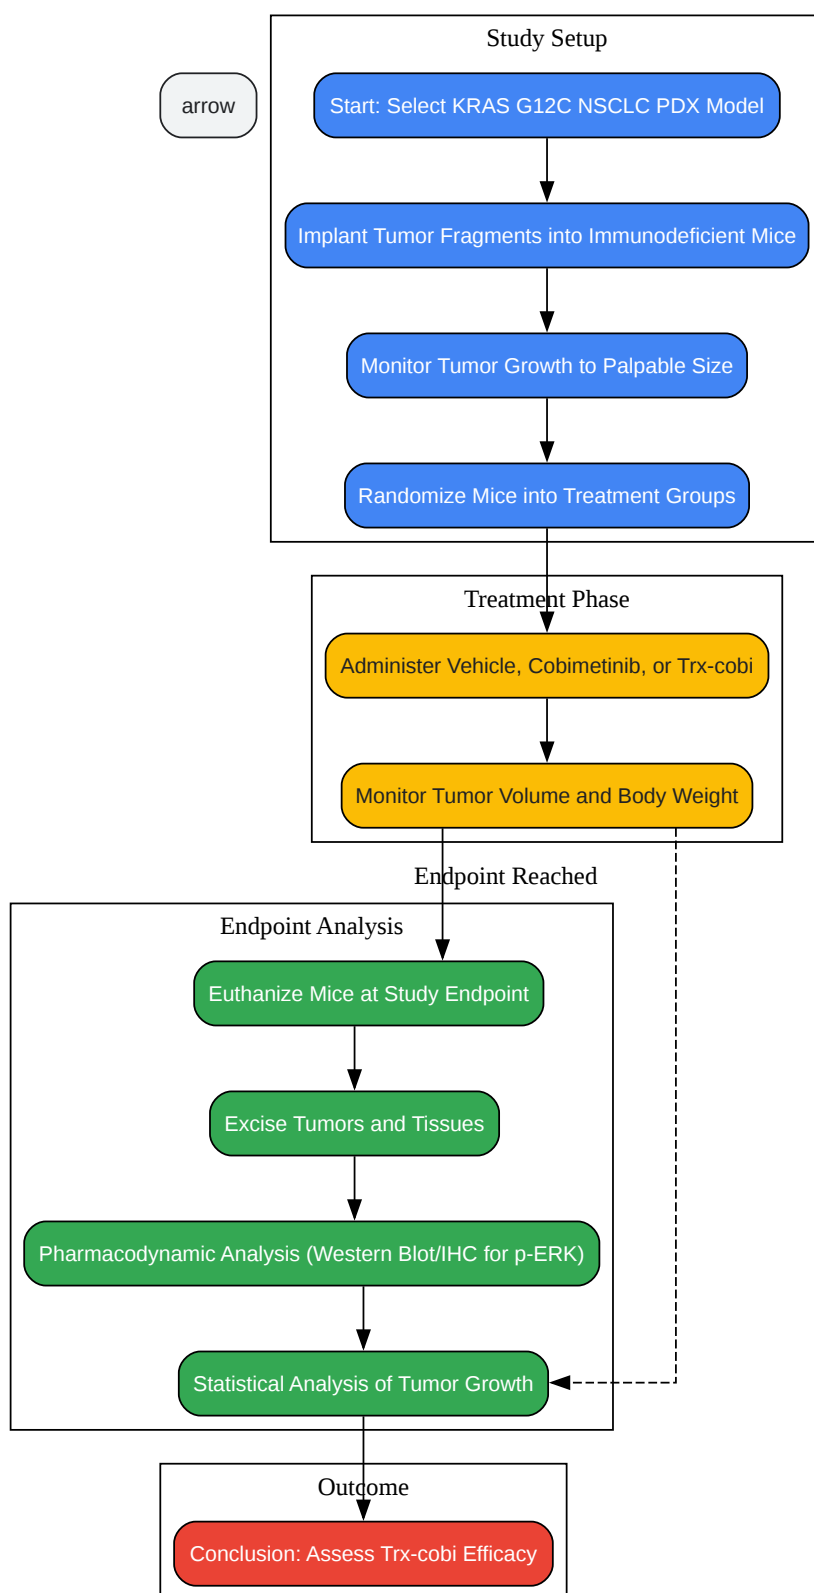 Study Setup
arrow
Start: Select KRAS G12C NSCLC PDX Model
Implant Tumor Fragments into Immunodeficient Mice
Monitor Tumor Growth to Palpable Size
Randomize Mice into Treatment Groups
Treatment Phase
Administer Vehicle, Cobimetinib, or Trx-cobi
Monitor Tumor Volume and Body Weight
Endpoint Reached
Endpoint Analysis
Euthanize Mice at Study Endpoint
Excise Tumors and Tissues
Pharmacodynamic Analysis (Western Blot/IHC for p-ERK)
Statistical Analysis of Tumor Growth
Outcome
Conclusion: Assess Trx-cobi Efficacy